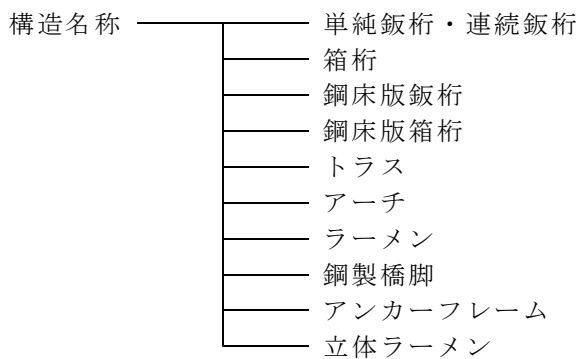 構造名称 単純鈑桁・連続鈑桁
箱桁
鋼床版鈑桁
鋼床版箱桁
トラス
アーチ
ラーメン
鋼製橋脚
アンカーフレーム
立体ラーメン